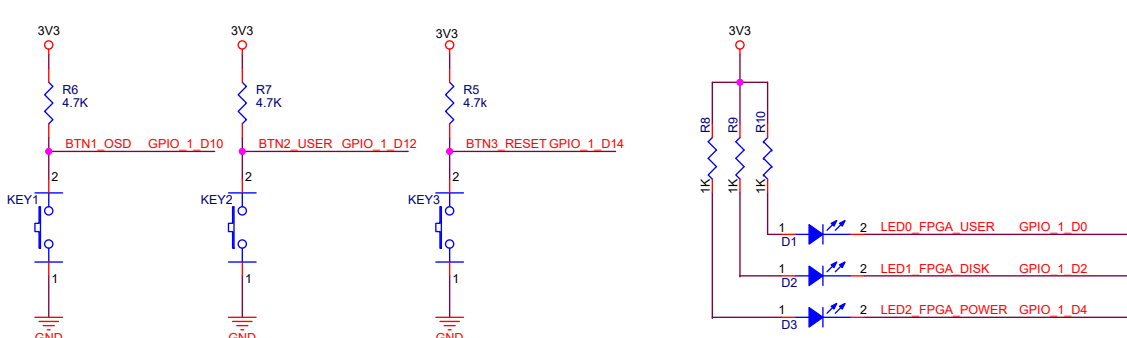 3V3
3V3
3V3
3V3
R6
4.7K
R7
4.7K
R5
4.7k
R8
R9
R10
1K
1K
1K
BTN1_OSD GPIO_1_D10
BTN2_USER GPIO_1_D12
BTN3_RESET GPIO_1_D14
2
2
2
KEY1
KEY2
KEY3
1
1
1
GND
GND
GND
1
D1
2
LED0_FPGA_USER GPIO_1_D0
1
D2
2
LED1_FPGA_DISK GPIO_1_D2
1
D3
2
LED2_FPGA_POWER GPIO_1_D4